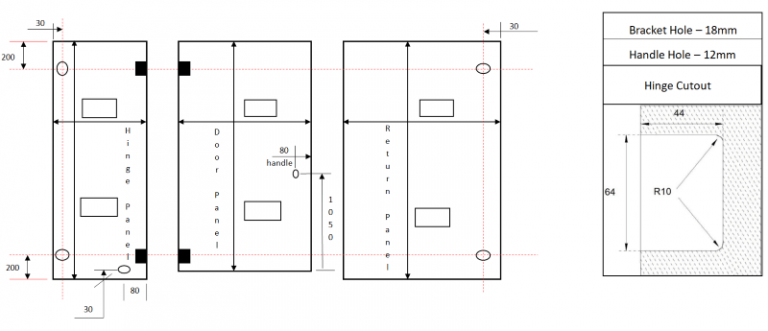 30
30
200
Hinge Panel
Door Panel
Return Panel
80
handle
1050
200
80
30
Bracket Hole – 18mm
Handle Hole – 12mm
Hinge Cutout
44
64
R10